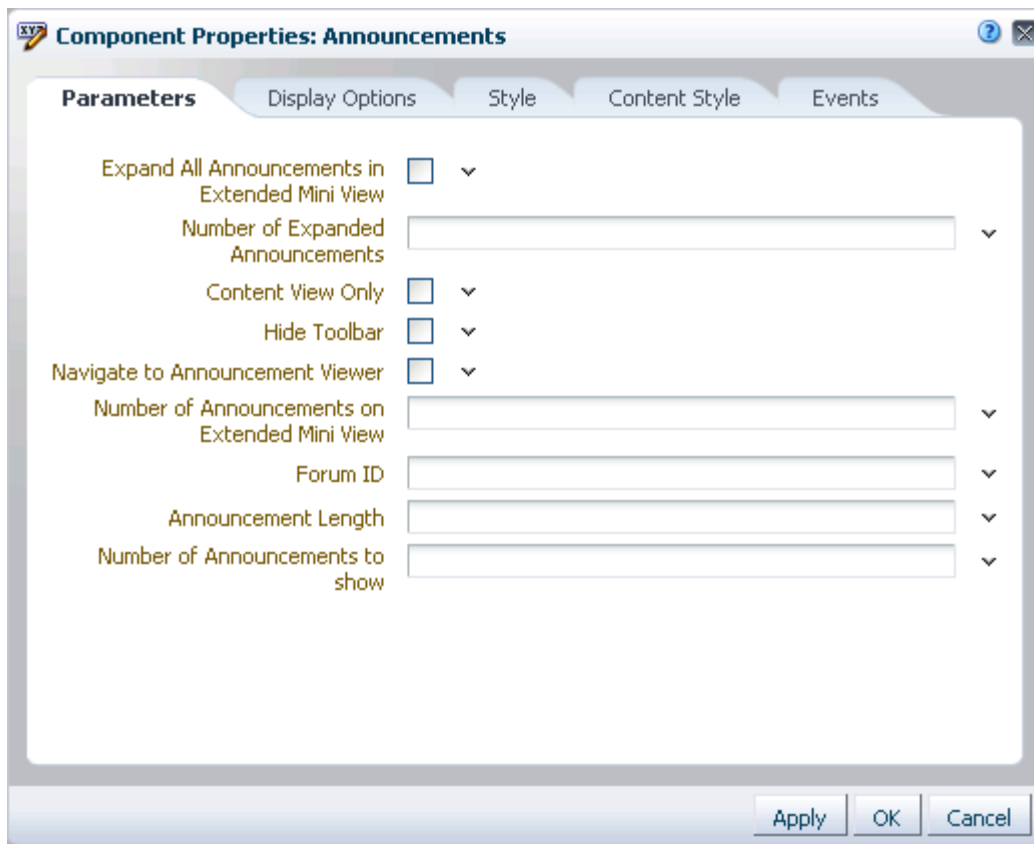 Component Properties: Announcements
Parameters
Display Options
Style
Content Style
Events
Expand All Announcements in
Extended Mini View
Number of Expanded
Announcements
Content View Only
Hide Toolbar
Navigate to Announcement Viewer
Number of Announcements on
Extended Mini View
Forum ID
Announcement Length
Number of Announcements to
show
Apply
OK
Cancel